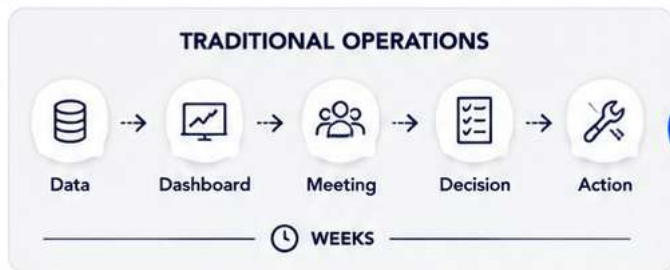 TRADITIONAL OPERATIONS
Data
Dashboard
Meeting
Decision
Action
WEEKS